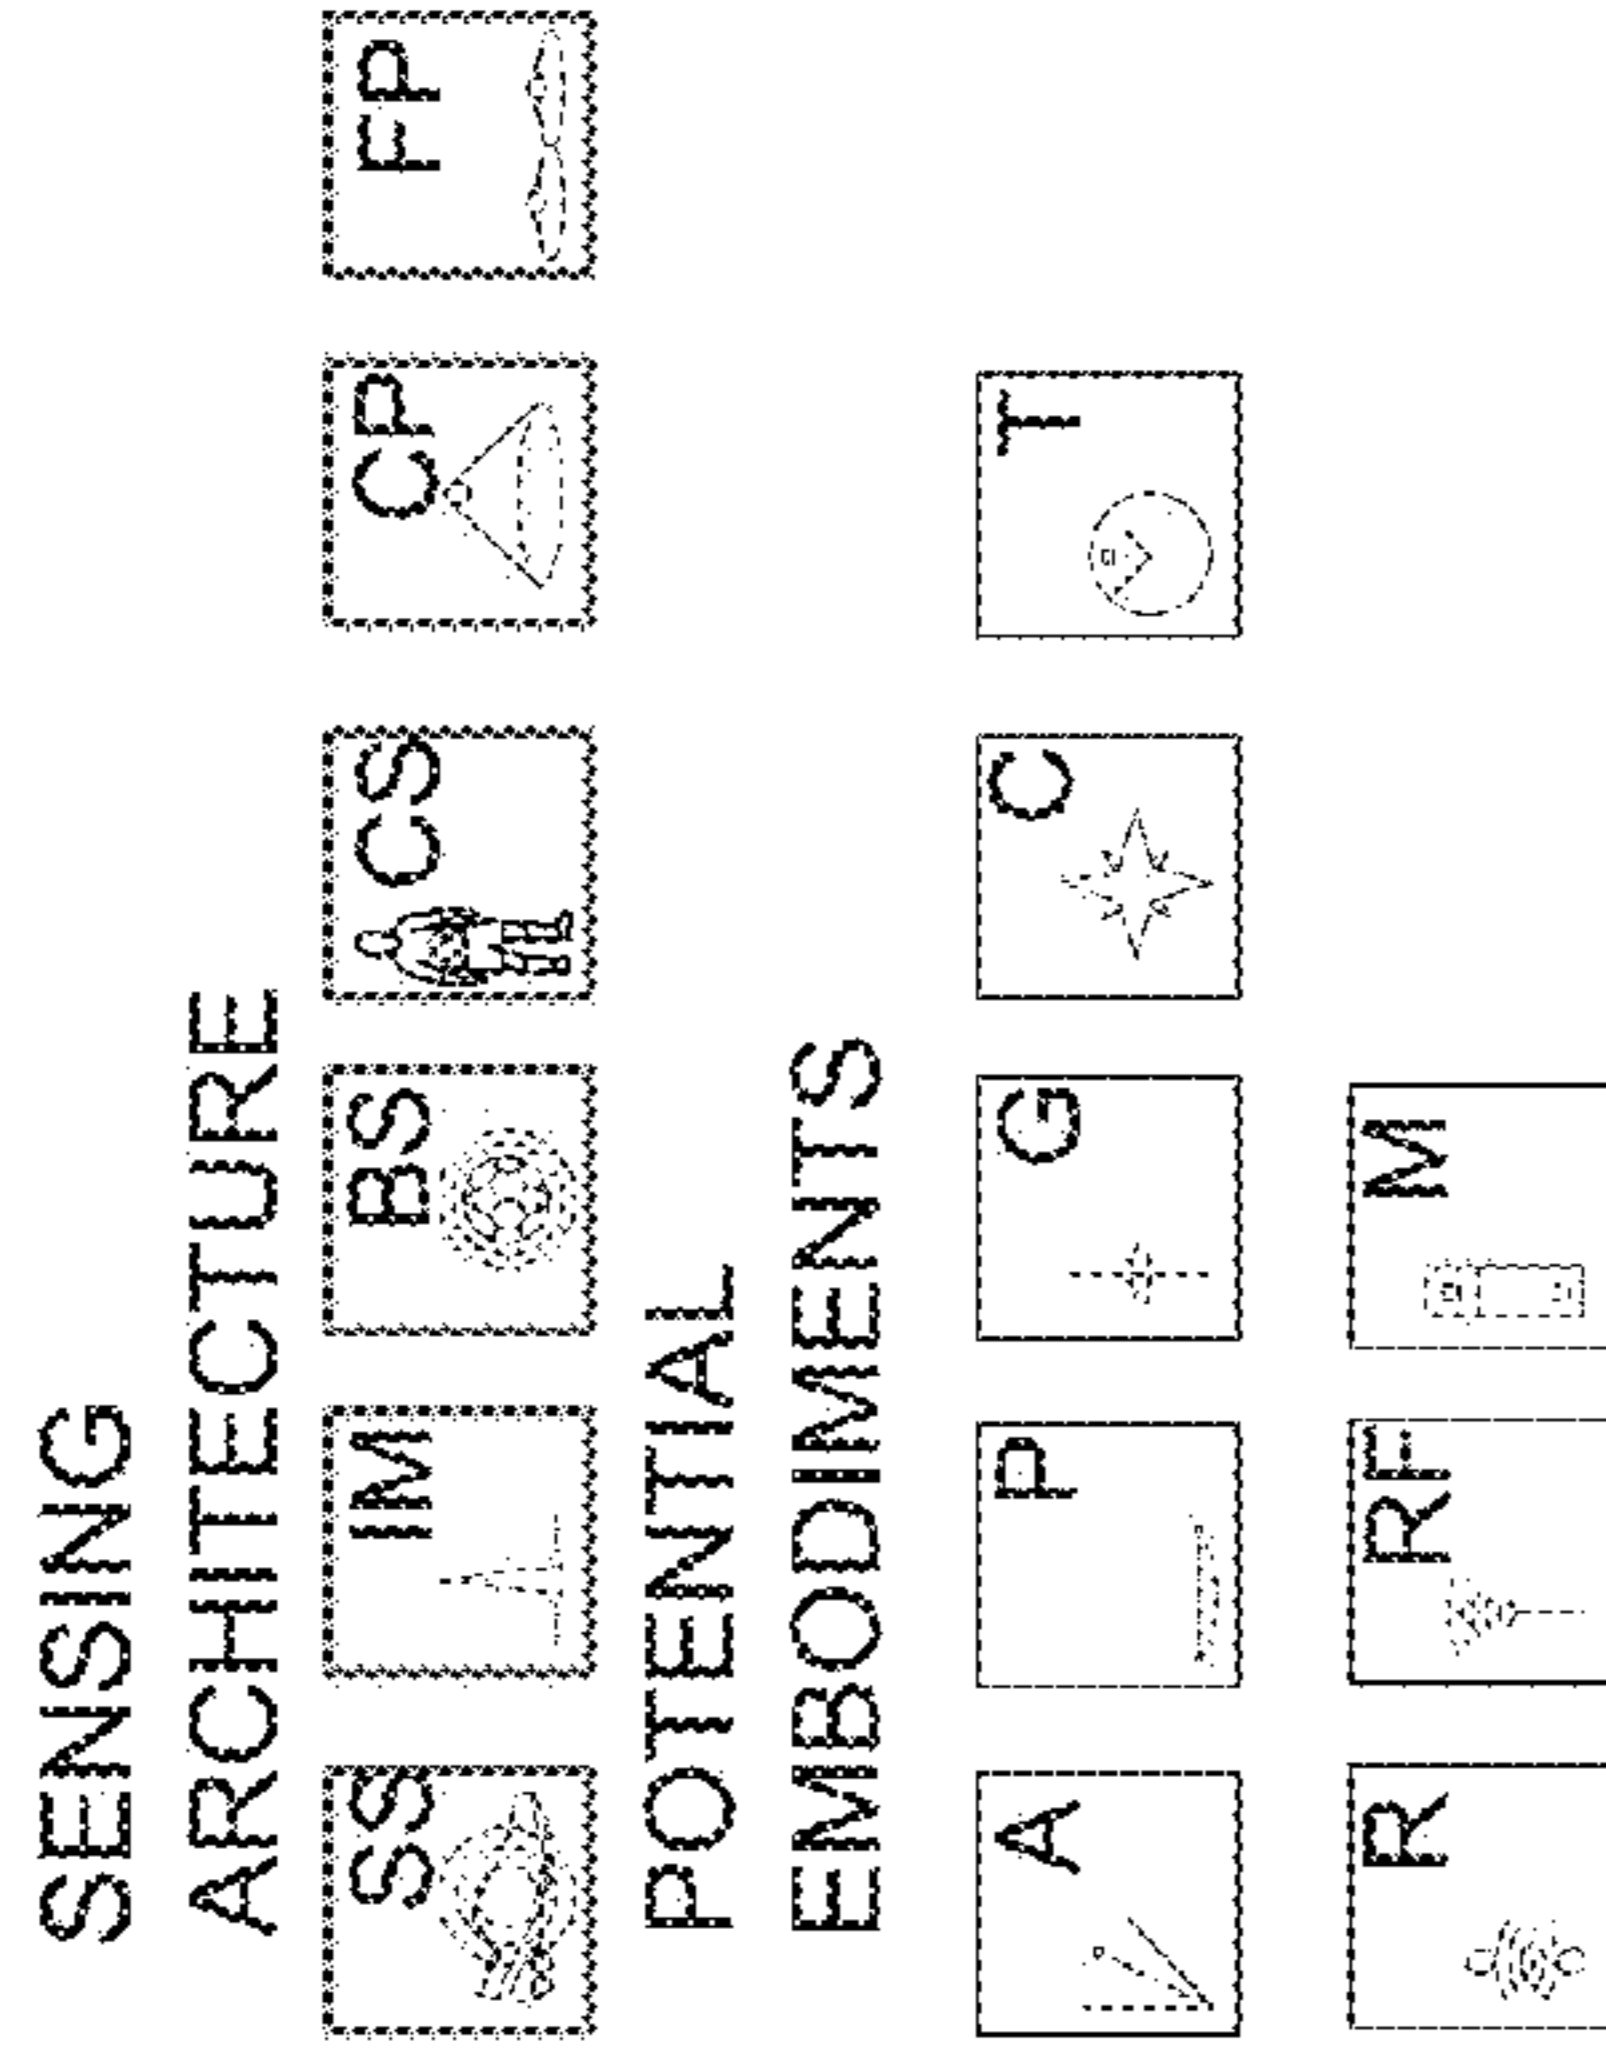 SENSING
ARCHITECTURE
SS IM BS CS CP FP
POTENTIAL
EMBODIMENTS
A P G C T
R RF M